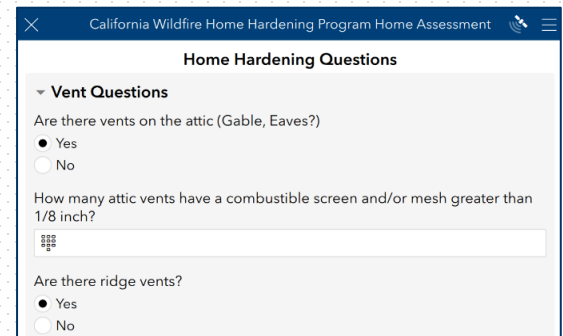 California Wildfire Home Hardening Program Home Assessment
Home Hardening Questions
Vent Questions
Are there vents on the attic (Gable, Eaves?)
Yes
No
How many attic vents have a combustible screen and/or mesh greater than
1/8 inch?
Are there ridge vents?
Yes
No